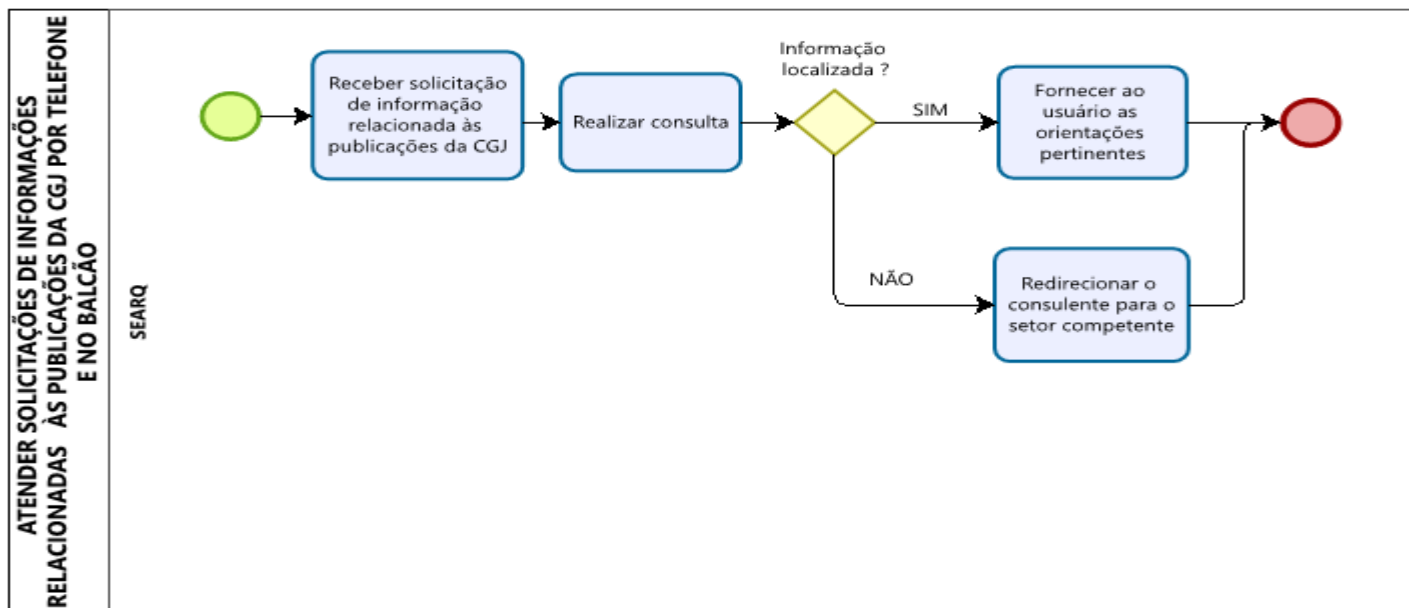 ATENDER SOLICITAÇÕES DE INFORMAÇÕES
RELACIONADAS ÀS PUBLICAÇÕES DA CGJ POR TELEFONE
E NO BALCÃO
SEARQ
Receber solicitação
de informação
relacionada às
publicações da CGJ
Realizar consulta
Informação
localizada ?
SIM
Fornecer ao
usuário as
orientações
pertinentes
NÃO
Redirecionar o
consulente para o
setor competente